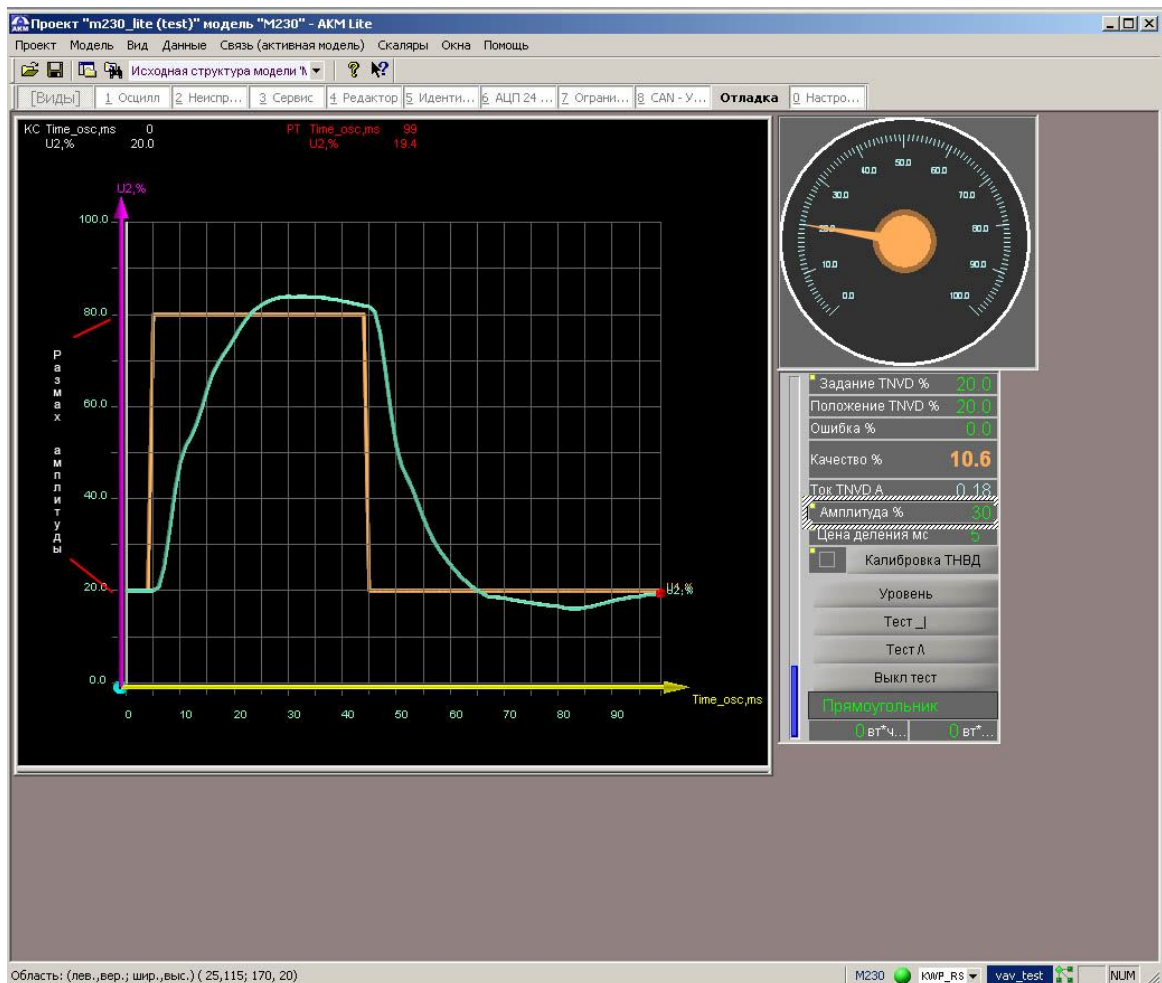 Проект "m230_lite (test)" модель "M230" - AKM Lite
Проект Модель Вид Данные Связь (активная модель) Скаляры Окна Помощь
Исходная структура модели 'М
[Виды] 1 Осцилл 2 Неиспр... 3 Сервис 4 Редактор 5 Иденти... 6 АЦП 24 ... 7 Ограни... 8 CAN - У... Отладка 0 Настро...
КС Time_osc,ms 0 РТ Time_osc,ms 99
U2,% 20.0 U2,% 19.4
U2,%
100.0
80.0
60.0
40.0
20.0
0.0
Размах амплитуды
U2,%
Time_osc,ms
0 10 20 30 40 50 60 70 80 90
0.0 10.0 20.0 30.0 40.0 50.0 60.0 70.0 80.0 90.0 100.0
Задание TNVD % 20.0
Положение TNVD % 20.0
Ошибка % 0.0
Качество % 10.6
Ток TNVD А 0.18
Амплитуда % 30
Цена деления мс 5
Калибровка ТНВД
Уровень
Тест _|
Тест Λ
Выкл тест
Прямоугольник
0 вт*ч... 0 вт*...
Область: (лев.,вер.; шир.,выс.) ( 25,115; 170, 20)
M230 KWP_RS vav_test NUM